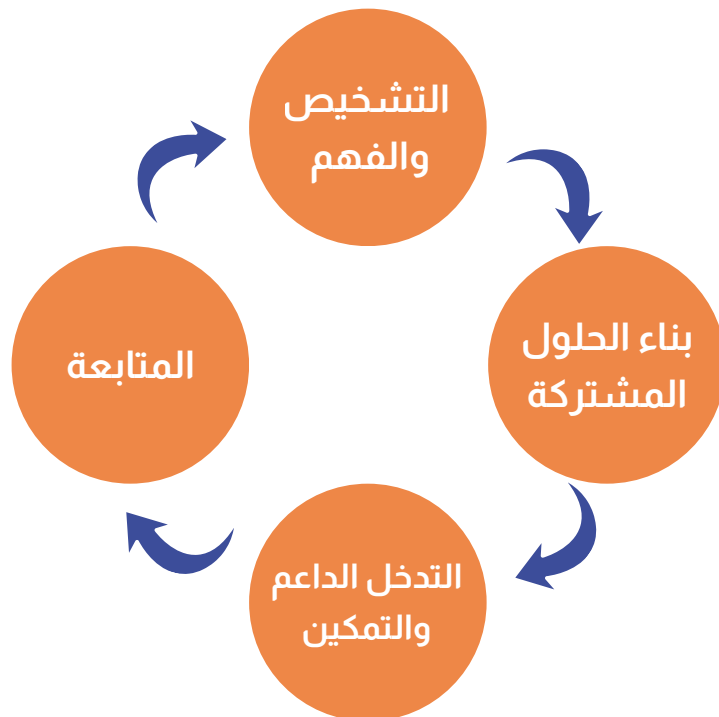 التشخيص
والفهم
بناء الحلول
المشتركة
التدخل الداعم
والتمكين
المتابعة